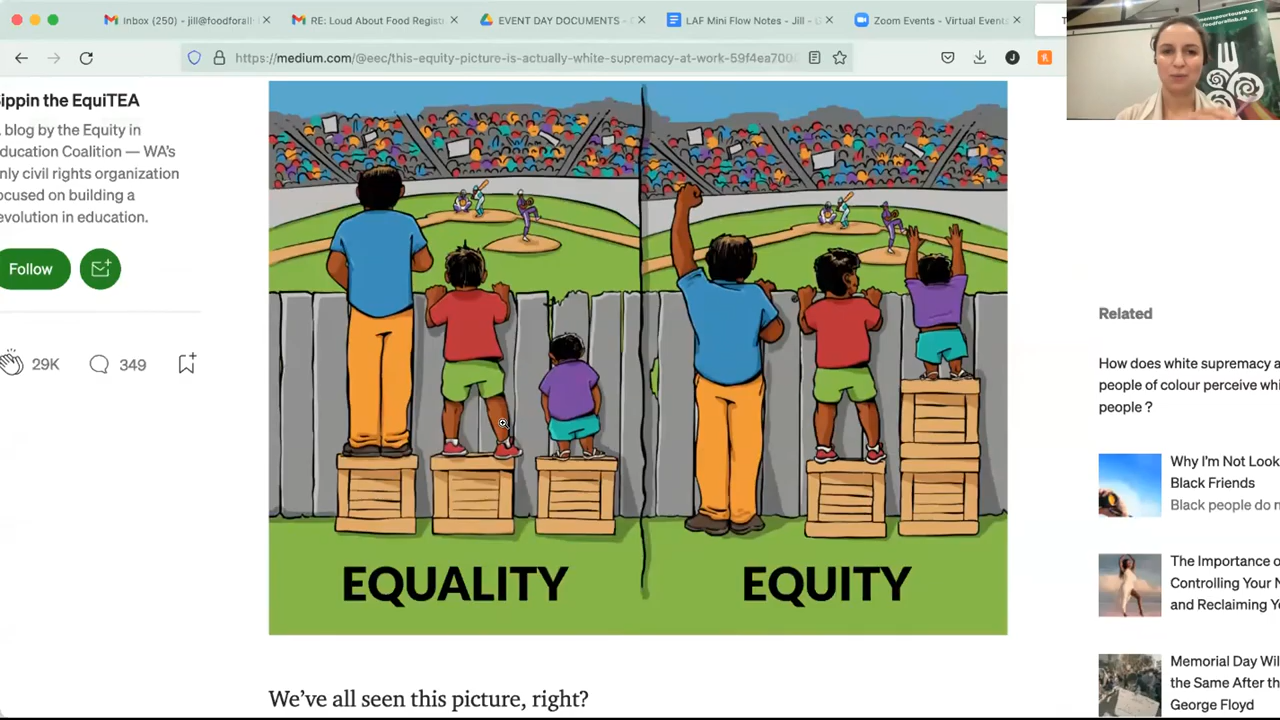 Inbox (250) - jill@foodforall
RE: Loud About Food Regist
EVENT DAY DOCUMENTS -
LAF Mini Flow Notes - Jill - G
Zoom Events - Virtual Event
T
https://medium.com/@eec/this-equity-picture-is-actually-white-supremacy-at-work-59f4ea700
J
foodforallnb.ca
ippin the EquiTEA
blog by the Equity in
ducation Coalition — WA's
nly civil rights organization
ocused on building a
evolution in education.
Follow
29K
349
EQUALITY
EQUITY
We've all seen this picture, right?
Related
How does white supremacy a
people of colour perceive whi
people ?
Why I'm Not Look
Black Friends
Black people do n
The Importance o
Controlling Your N
and Reclaiming Yo
Memorial Day Wil
the Same After th
George Floyd